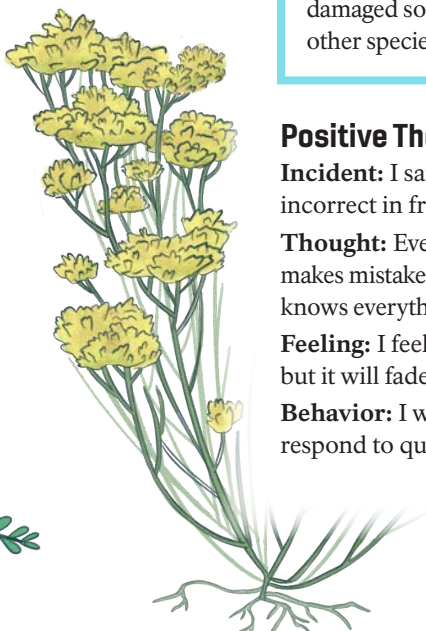 damaged so
other specie
Positive Th
Incident: I sa
incorrect in fr
Thought: Eve
makes mistake
knows everyth
Feeling: I feel
but it will fade
Behavior: I w
respond to qu